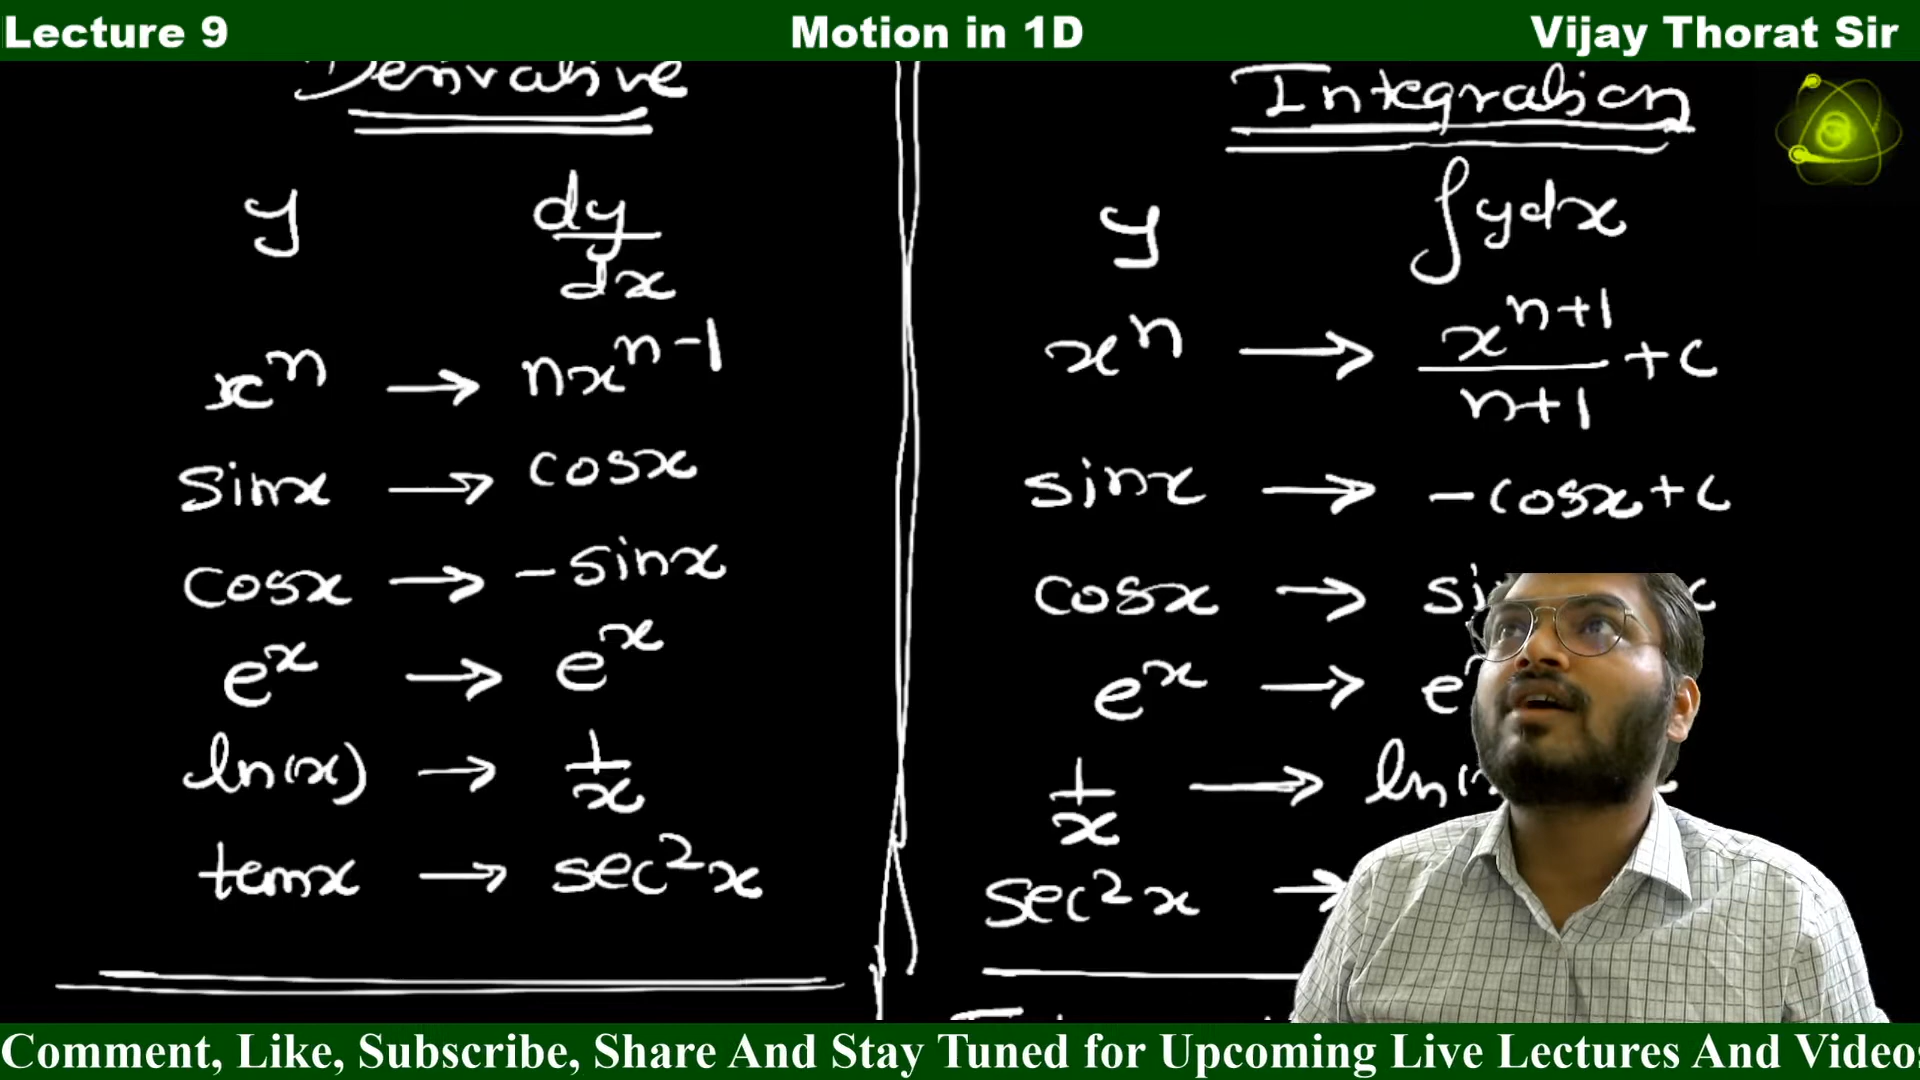 Lecture 9 Motion in 1D Vijay Thorat Sir
Derivative
y dy/dx
xⁿ → nxⁿ⁻¹
sinx → cosx
cosx → -sinx
eˣ → eˣ
ln(x) → 1/x
tanx → sec²x
Integration
y ∫ydx
xⁿ → xⁿ⁺¹/n+1 +c
sinx → -cosx+c
cosx → si c
eˣ → e
1/x → ln(
sec²x →
Comment, Like, Subscribe, Share And Stay Tuned for Upcoming Live Lectures And Videos